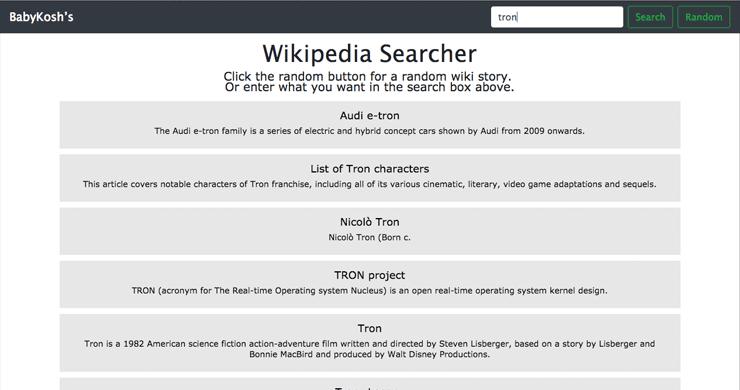 BabyKosh's
tron
Search
Random
Wikipedia Searcher
Click the random button for a random wiki story.
Or enter what you want in the search box above.
Audi e-tron
The Audi e-tron family is a series of electric and hybrid concept cars shown by Audi from 2009 onwards.
List of Tron characters
This article covers notable characters of Tron franchise, including all of its various cinematic, literary, video game adaptations and sequels.
Nicolò Tron
Nicolò Tron (Born c.
TRON project
TRON (acronym for The Real-time Operating system Nucleus) is an open real-time operating system kernel design.
Tron
Tron is a 1982 American science fiction action-adventure film written and directed by Steven Lisberger, based on a story by Lisberger and
Bonnie MacBird and produced by Walt Disney Productions.